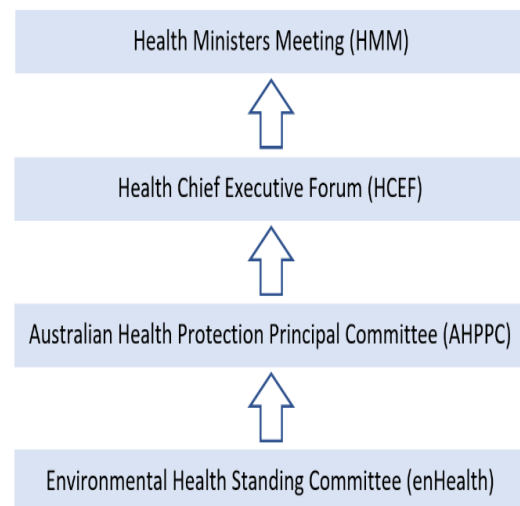 Health Ministers Meeting (HMM)
Health Chief Executive Forum (HCEF)
Australian Health Protection Principal Committee (AHPPC)
Environmental Health Standing Committee (enHealth)